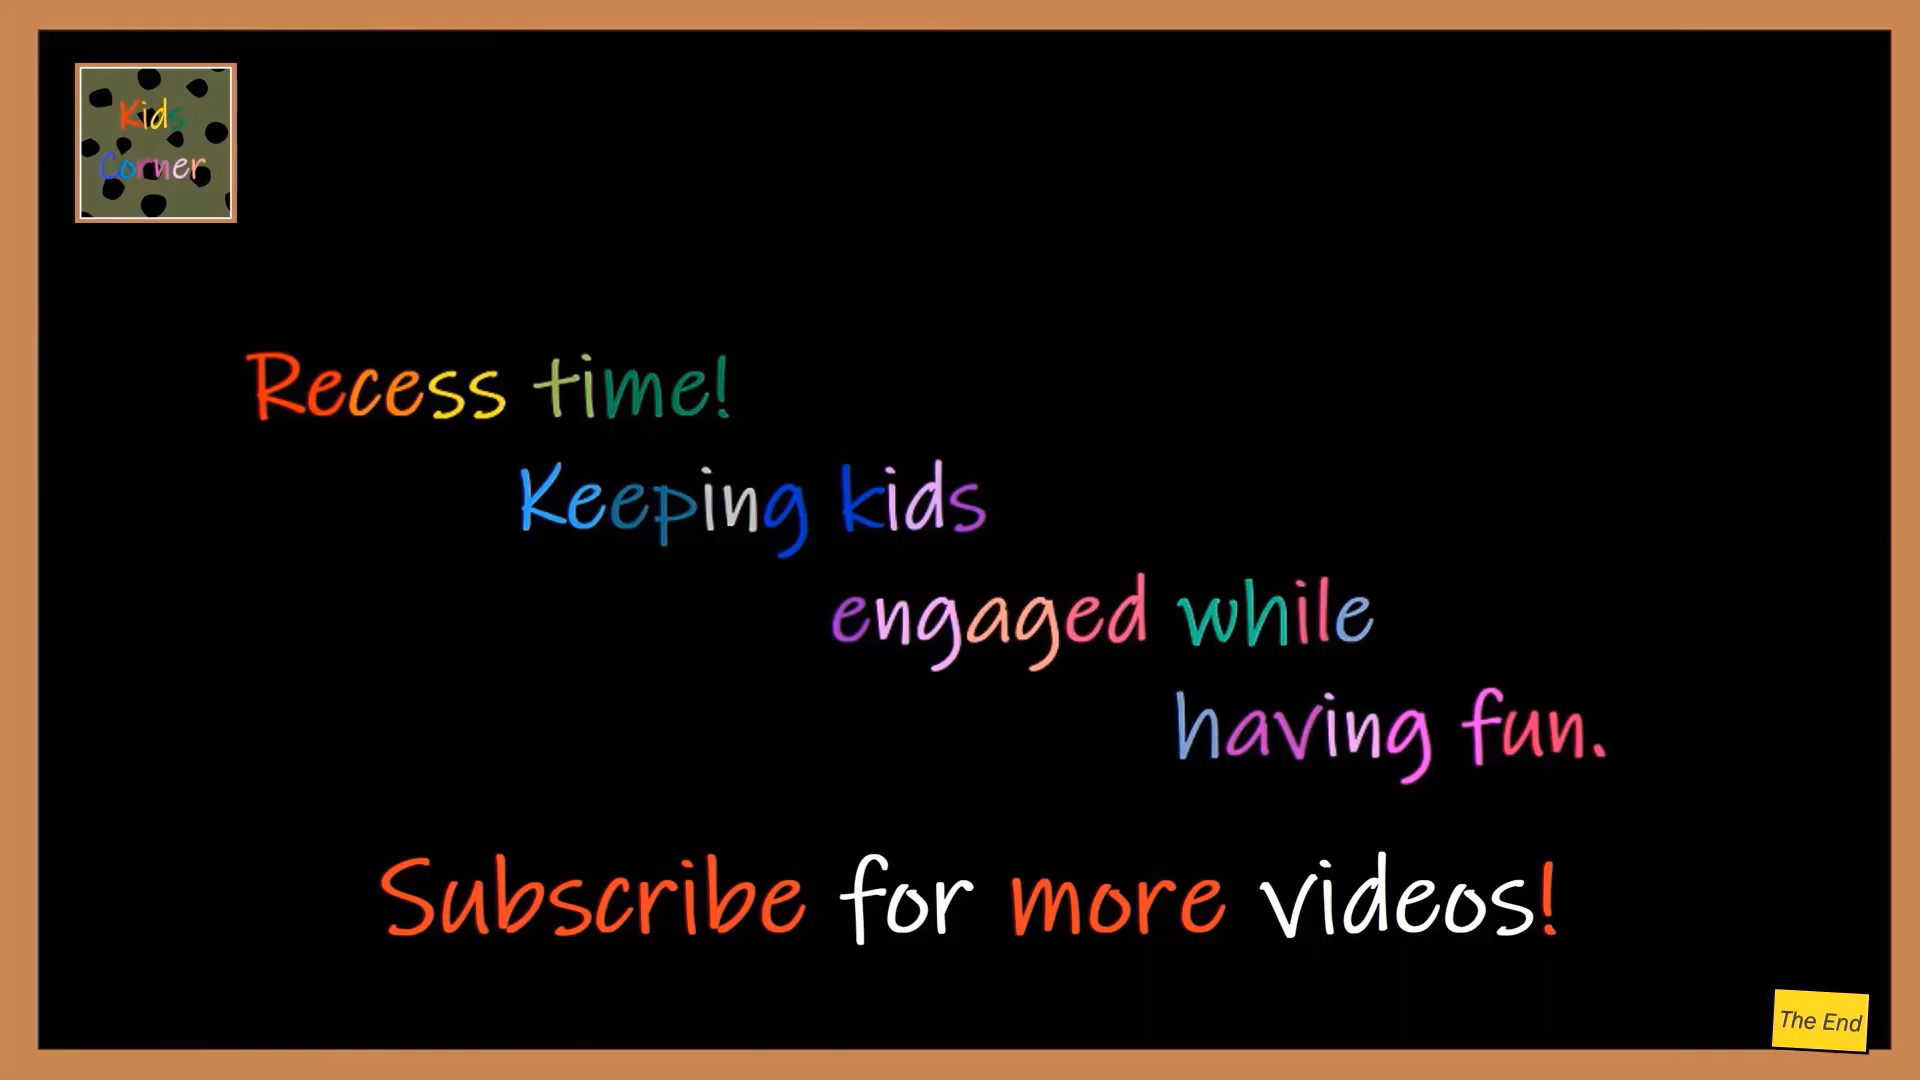 Kids
Corner
Recess time!
Keeping kids
engaged while
having fun.
Subscribe for more videos!
The End